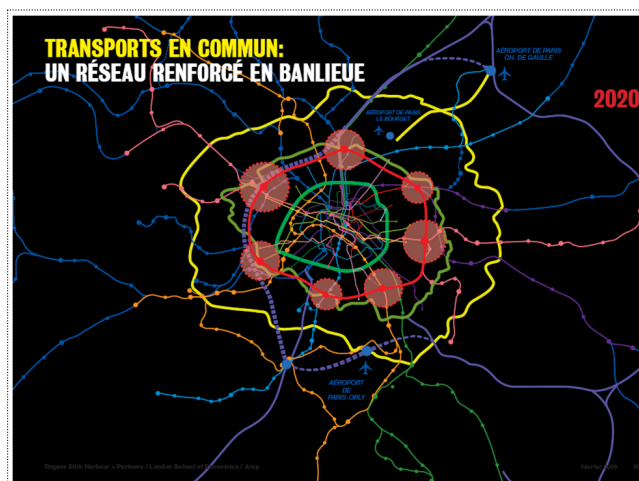 TRANSPORTS EN COMMUN:
UN RÉSEAU RENFORCÉ EN BANLIEUE
AÉROPORT DE PARIS
CH. DE GAULLE
2020
AÉROPORT DE PARIS
LE BOURGET
AÉROPORT
DE
PARIS-ORLY
Rogers Stirk Harbour + Partners / London School of Economics / Arup